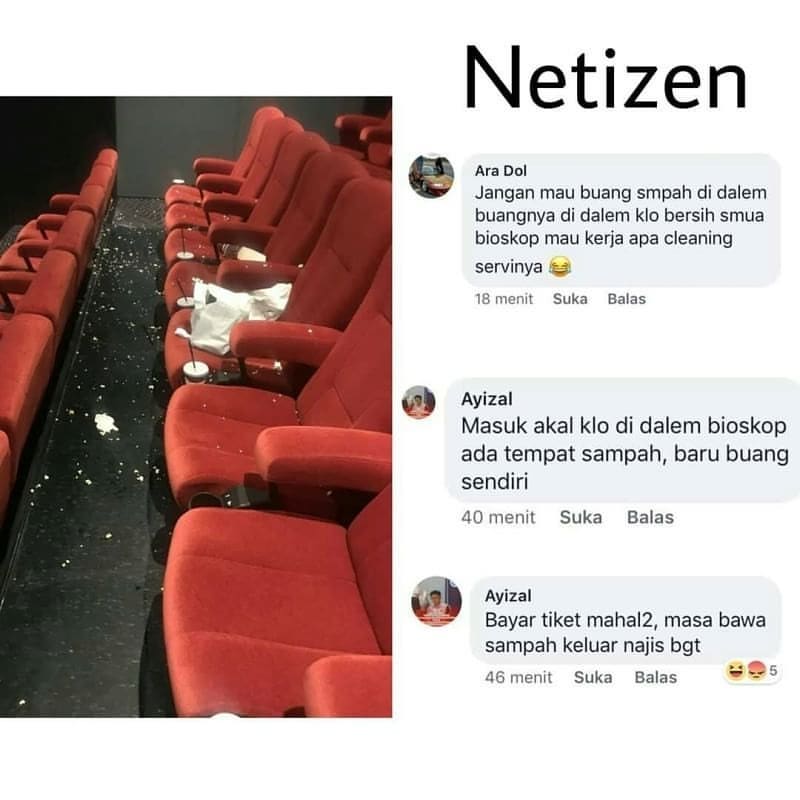 Netizen
Ara Dol
Jangan mau buang smpah di dalem
buangnya di dalem klo bersih smua
bioskop mau kerja apa cleaning
servinya 😂
18 menit Suka Balas
Ayizal
Masuk akal klo di dalem bioskop
ada tempat sampah, baru buang
sendiri
40 menit Suka Balas
Ayizal
Bayar tiket mahal2, masa bawa
sampah keluar najis bgt
46 menit Suka Balas
5